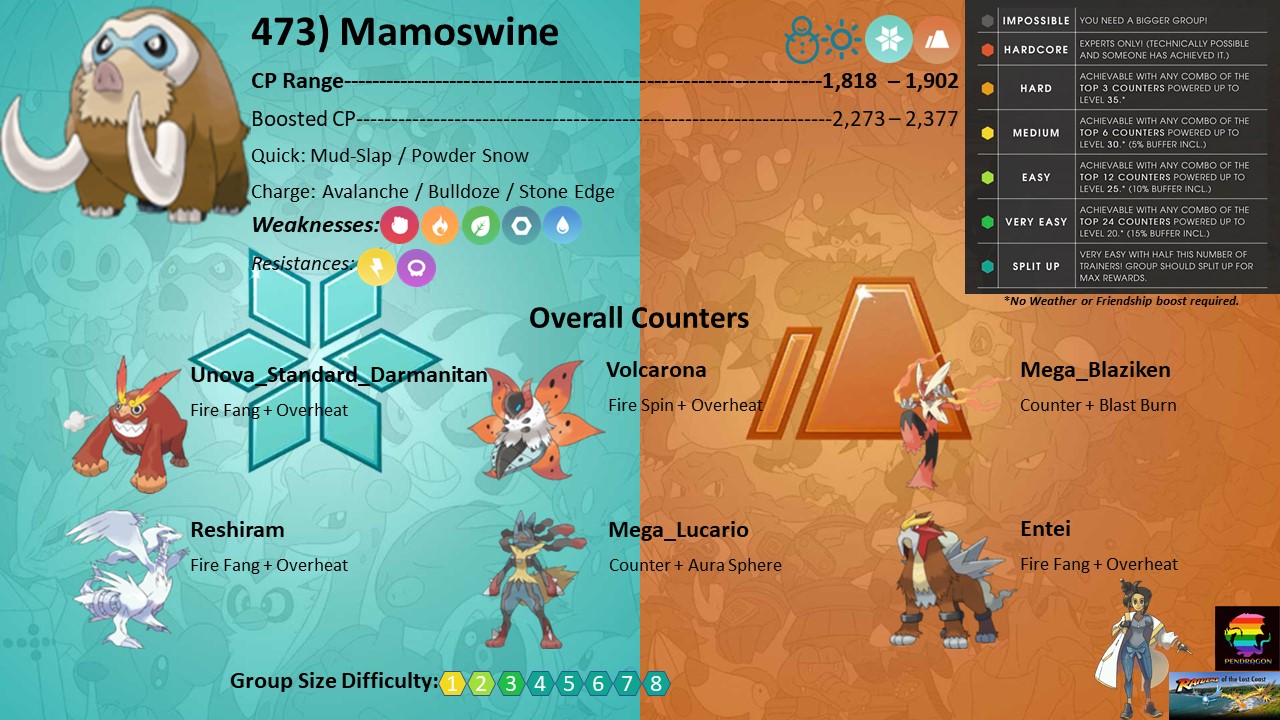 473) Mamoswine
CP Range--------------------------------------------------------------------1,818 – 1,902
Boosted CP--------------------------------------------------------------------2,273 – 2,377
Quick: Mud-Slap / Powder Snow
Charge: Avalanche / Bulldoze / Stone Edge
Weaknesses:
Resistances:
IMPOSSIBLE YOU NEED A BIGGER GROUP!
HARDCORE EXPERTS ONLY! (TECHNICALLY POSSIBLE
AND SOMEONE HAS ACHIEVED IT.)
HARD ACHIEVABLE WITH ANY COMBO OF THE
TOP 3 COUNTERS POWERED UP TO
LEVEL 35.*
MEDIUM ACHIEVABLE WITH ANY COMBO OF THE
TOP 6 COUNTERS POWERED UP TO
LEVEL 30.* (5% BUFFER INCL.)
EASY ACHIEVABLE WITH ANY COMBO OF THE
TOP 12 COUNTERS POWERED UP TO
LEVEL 25.* (10% BUFFER INCL.)
VERY EASY ACHIEVABLE WITH ANY COMBO OF THE
TOP 24 COUNTERS POWERED UP TO
LEVEL 20.* (15% BUFFER INCL.)
SPLIT UP VERY EASY WITH HALF THIS NUMBER OF
TRAINERS! GROUP SHOULD SPLIT UP FOR
MAX REWARDS.
*No Weather or Friendship boost required.
Overall Counters
Unova_Standard_Darmanitan
Fire Fang + Overheat
Volcarona
Fire Spin + Overheat
Mega_Blaziken
Counter + Blast Burn
Reshiram
Fire Fang + Overheat
Mega_Lucario
Counter + Aura Sphere
Entei
Fire Fang + Overheat
Group Size Difficulty: 1 2 3 4 5 6 7 8
PENDRAGON
RAIDERS of the Lost Coast